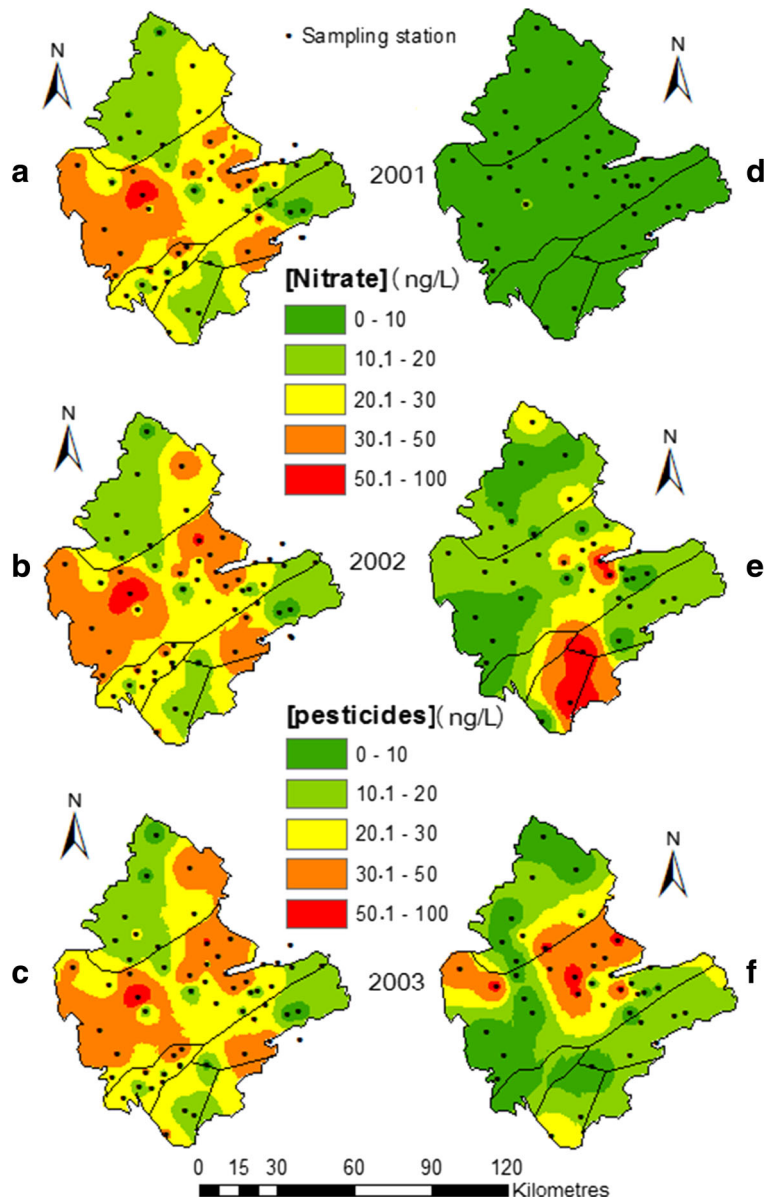 N
• Sampling station
N
a
2001
d
[Nitrate] ( ng/L)
0 - 10
10.1 - 20
20.1 - 30
30.1 - 50
50.1 - 100
N
N
b
2002
e
[pesticides] ( ng/L)
0 - 10
10.1 - 20
20.1 - 30
30.1 - 50
50.1 - 100
N
N
c
2003
f
0 15 30 60 90 120
Kilometres